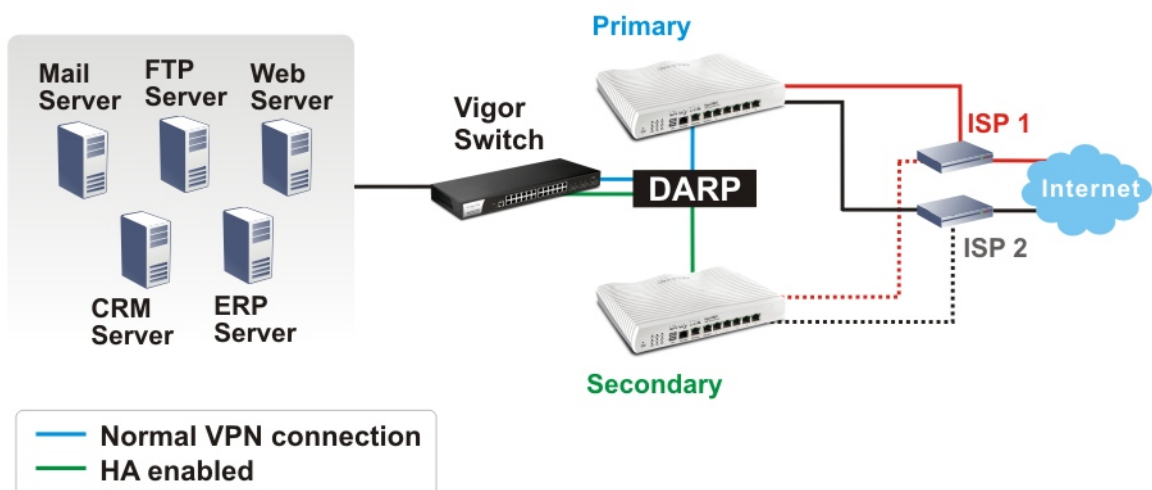 Primary
Mail
Server
FTP
Server
Web
Server
CRM
Server
ERP
Server
Vigor
Switch
DARP
ISP 1
Internet
ISP 2
Secondary
Normal VPN connection
HA enabled